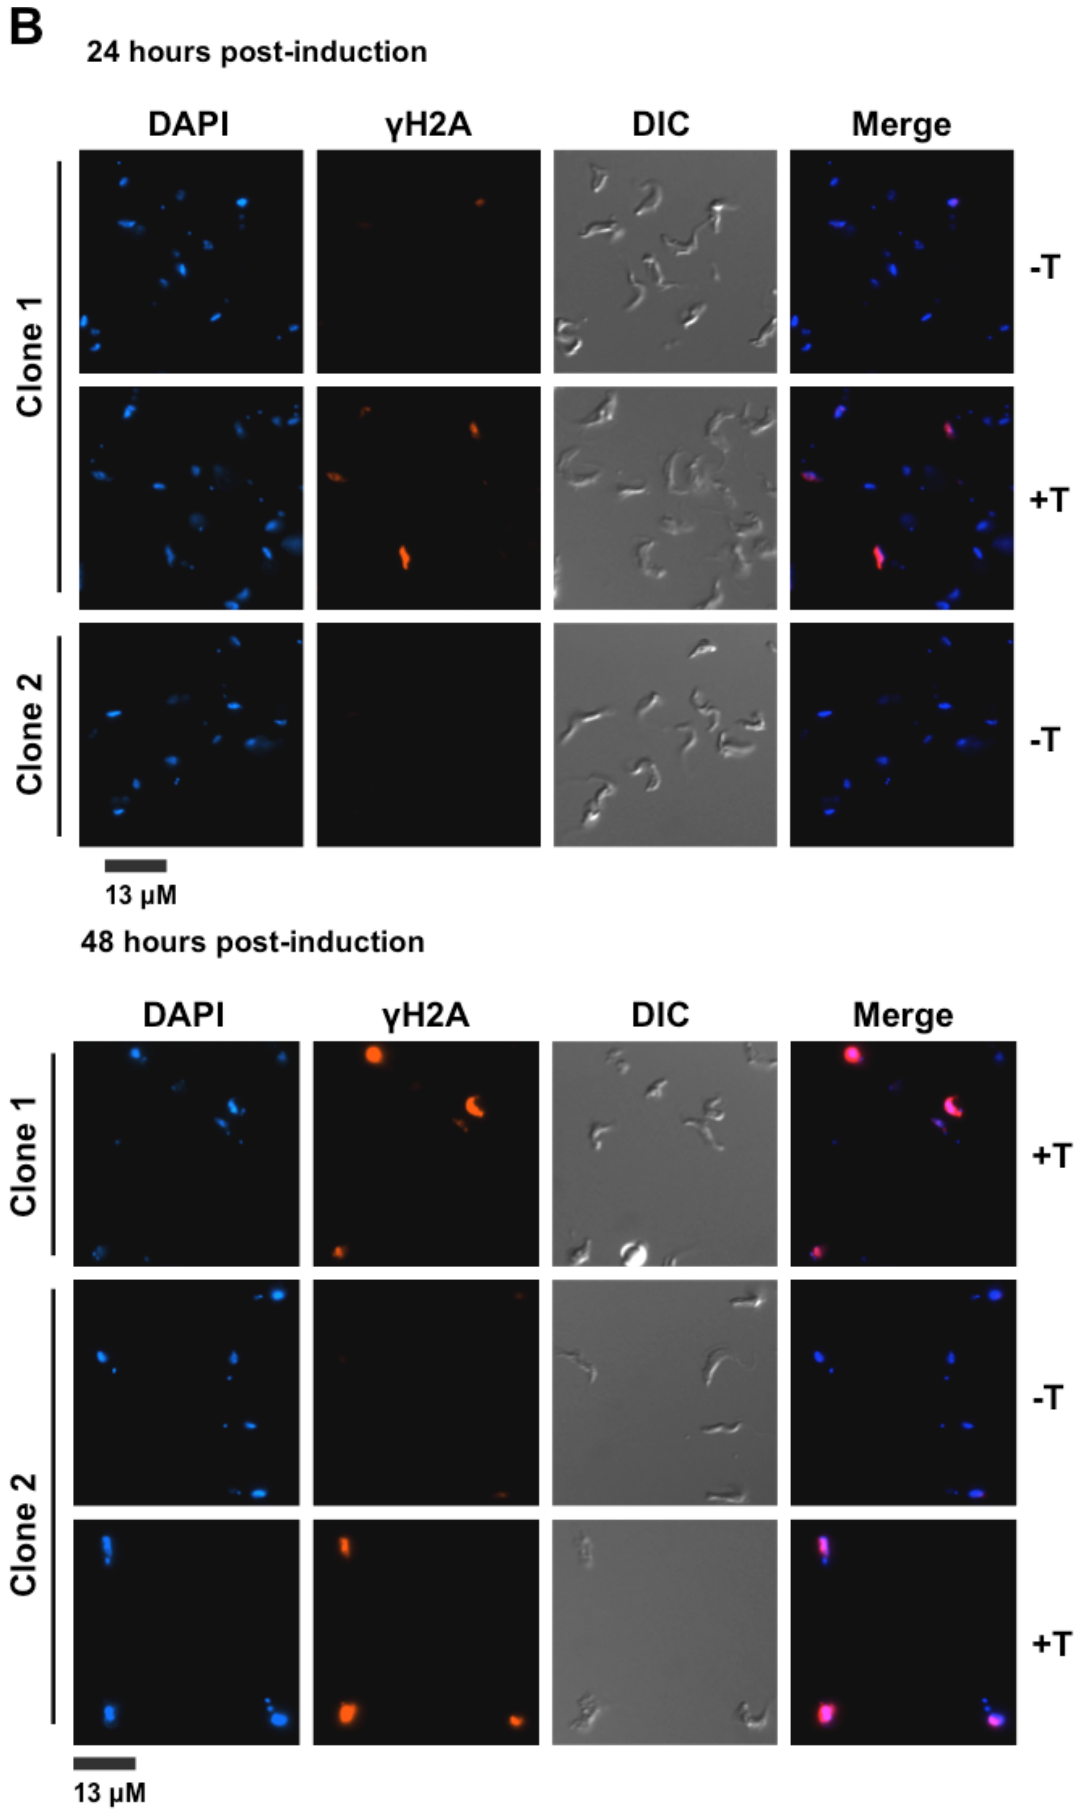 B
24 hours post-induction
DAPI γH2A DIC Merge
Clone 1
-T
+T
Clone 2
-T
13 μM
48 hours post-induction
DAPI γH2A DIC Merge
Clone 1
+T
Clone 2
-T
+T
13 μM